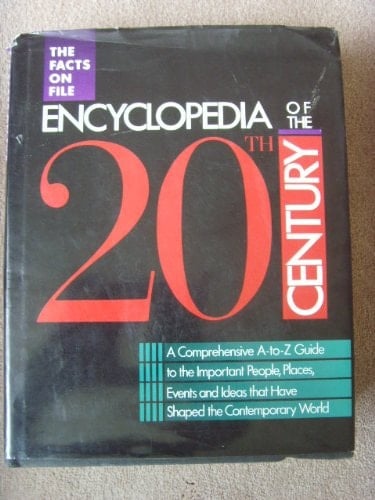 THE
FACTS
ON
FILE
ENCYCLOPEDIA
OF
THE
20TH
CENTURY
A Comprehensive A-to-Z Guide
to the Important People, Places,
Events and Ideas that Have
Shaped the Contemporary World